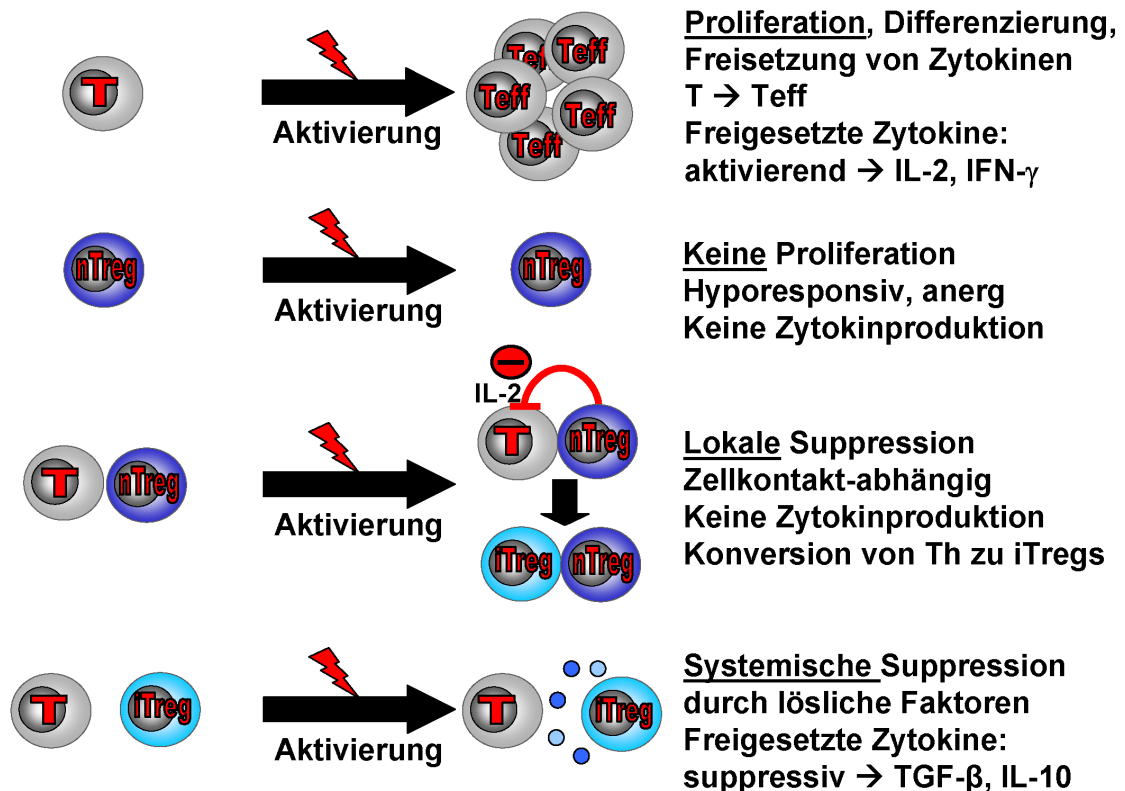 T
Aktivierung
Teff
Teff
Teff
Teff
Teff
Proliferation, Differenzierung,
Freisetzung von Zytokinen
T → Teff
Freigesetzte Zytokine:
aktivierend → IL-2, IFN-γ
nTreg
Aktivierung
nTreg
Keine Proliferation
Hyporesponsiv, anerg
Keine Zytokinproduktion
T
nTreg
Aktivierung
IL-2
T
nTreg
iTreg
nTreg
Lokale Suppression
Zellkontakt-abhängig
Keine Zytokinproduktion
Konversion von Th zu iTregs
T
iTreg
Aktivierung
T
iTreg
Systemische Suppression
durch lösliche Faktoren
Freigesetzte Zytokine:
suppressiv → TGF-β, IL-10